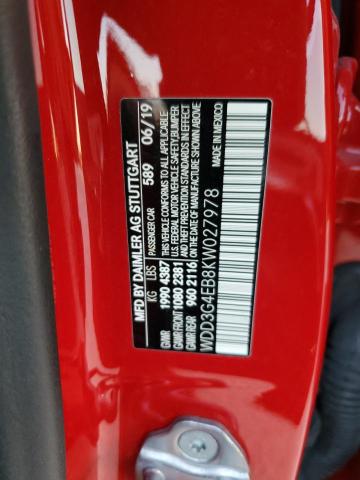 MFD BY DAIMLER AG STUTTGART
PASSENGER CAR 589 06/19
KG LBS THIS VEHICLE CONFORMS TO ALL APPLICABLE
GVWR 1990 4387 U.S. FEDERAL MOTOR VEHICLE SAFETY, BUMPER,
GAWR FRONT 1080 2381 AND THEFT PREVENTION STANDARDS IN EFFECT
GAWR REAR 960 2116 ON THE DATE OF MANUFACTURE SHOWN ABOVE
WDD3G4EB8KW027978 MADE IN MEXICO